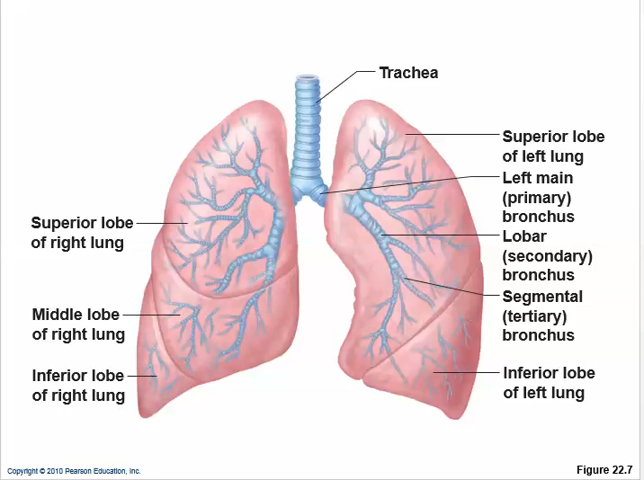 Trachea
Superior lobe
of left lung
Left main
(primary)
bronchus
Superior lobe
of right lung
Lobar
(secondary)
bronchus
Segmental
(tertiary)
bronchus
Middle lobe
of right lung
Inferior lobe
of right lung
Inferior lobe
of left lung
Copyright © 2010 Pearson Education, Inc.
Figure 22.7